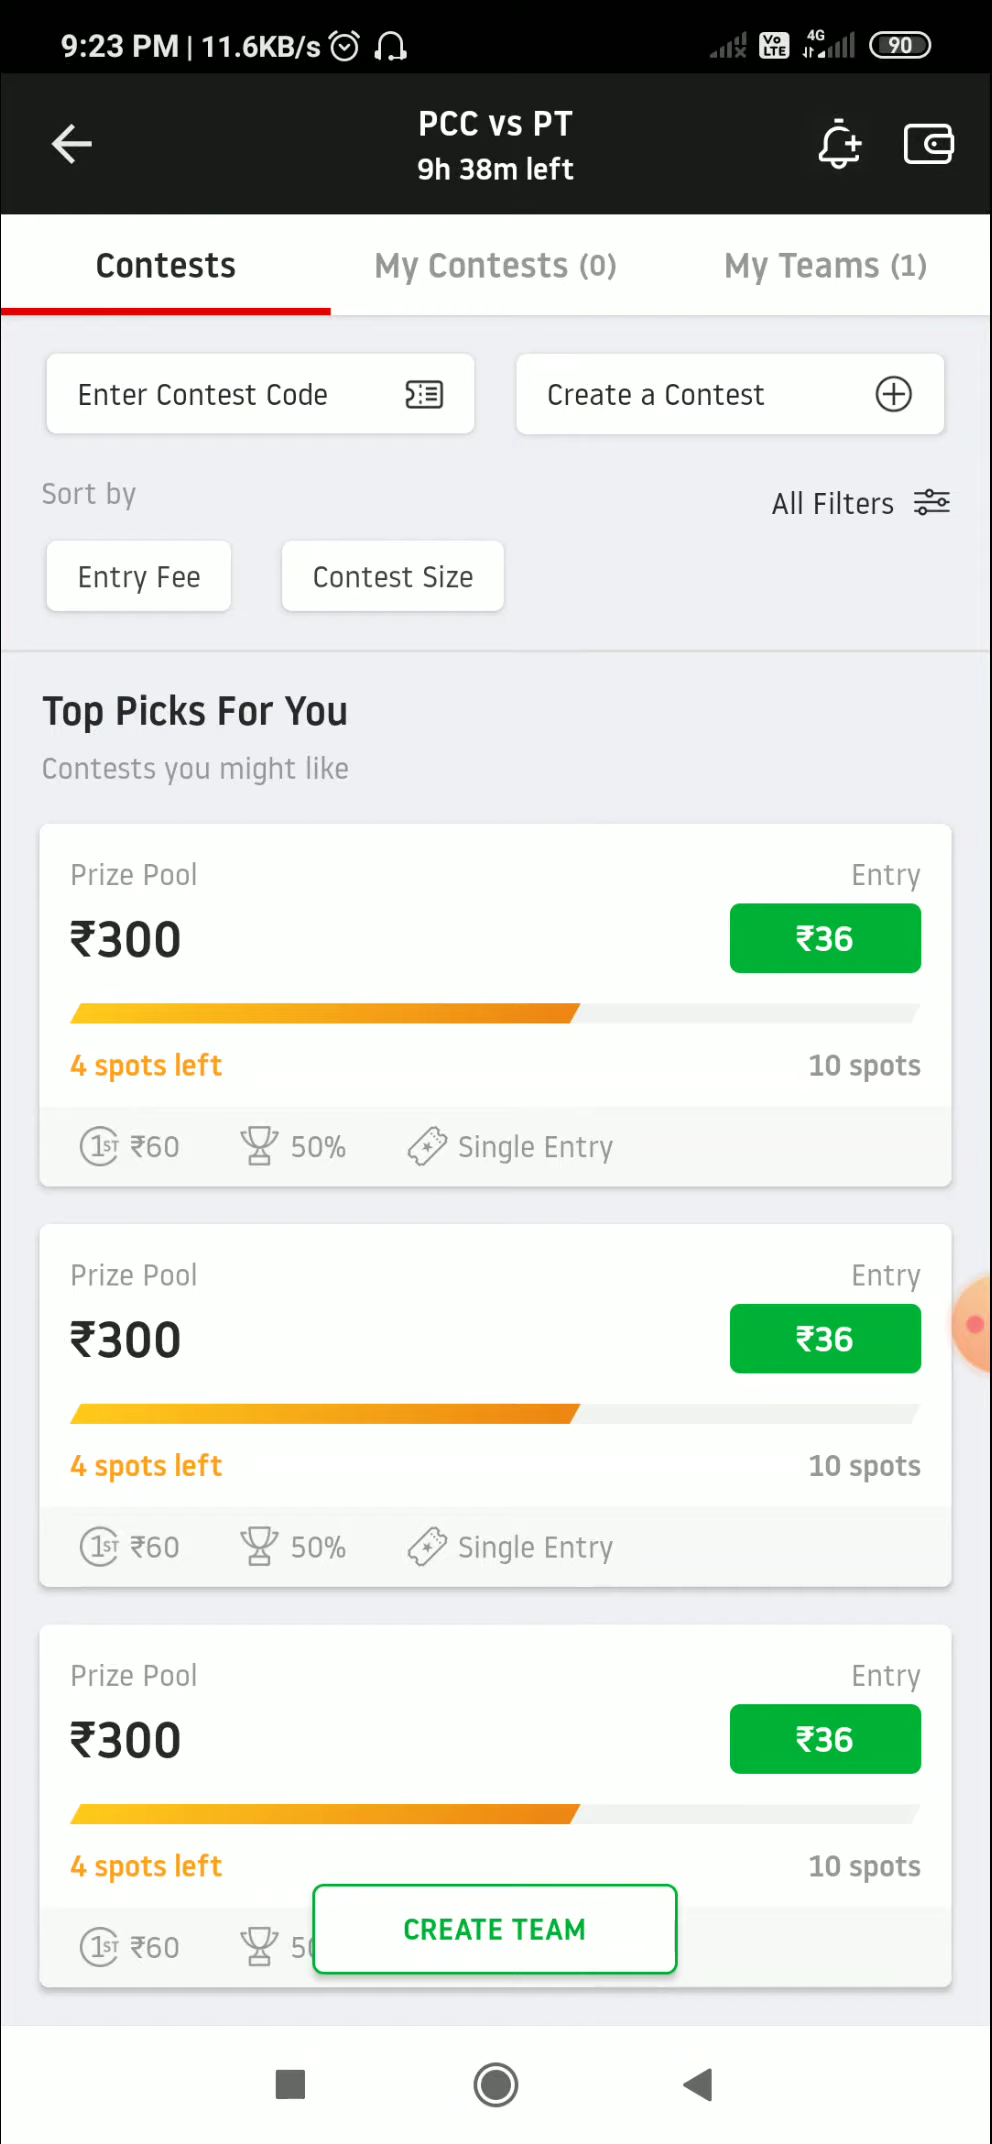 9:23 PM | 11.6KB/s Vo LTE 4G 90
PCC vs PT
9h 38m left
Contests My Contests (0) My Teams (1)
Enter Contest Code Create a Contest
Sort by All Filters
Entry Fee Contest Size
Top Picks For You
Contests you might like
Prize Pool Entry
₹300 ₹36
4 spots left 10 spots
1ST ₹60 50% Single Entry
Prize Pool Entry
₹300 ₹36
4 spots left 10 spots
1ST ₹60 50% Single Entry
Prize Pool Entry
₹300 ₹36
4 spots left 10 spots
1ST ₹60 CREATE TEAM